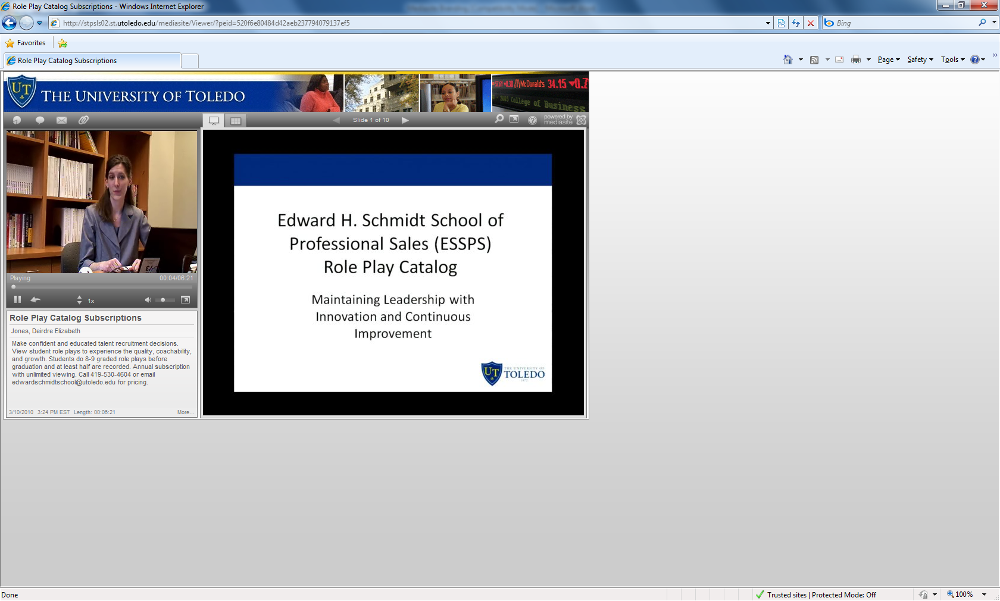 Role Play Catalog Subscriptions - Windows Internet Explorer
http://stpsls02.st.utoledo.edu/mediasite/Viewer/?peid=520f6e80484d42aeb237794079137ef5
Bing
Favorites
Role Play Catalog Subscriptions
Page
Safety
Tools
UT
THE UNIVERSITY OF TOLEDO
McDonald's 34.15
2003 College of Business
Slide 1 of 10
powered by
mediasite
Edward H. Schmidt School of
Professional Sales (ESSPS)
Role Play Catalog
Maintaining Leadership with
Innovation and Continuous
Improvement
UT
THE UNIVERSITY OF
TOLEDO
1872
Playing
00:04/06:21
1x
Role Play Catalog Subscriptions
Jones, Deirdre Elizabeth
Make confident and educated talent recruitment decisions.
View student role plays to experience the quality, coachability,
and growth. Students do 8-9 graded role plays before
graduation and at least half are recorded. Annual subscription
with unlimited viewing. Call 419-530-4604 or email
edwardschmidtschool@utoledo.edu for pricing.
3/10/2010 3:24 PM EST Length: 00:06:21
More...
Done
Trusted sites | Protected Mode: Off
100%